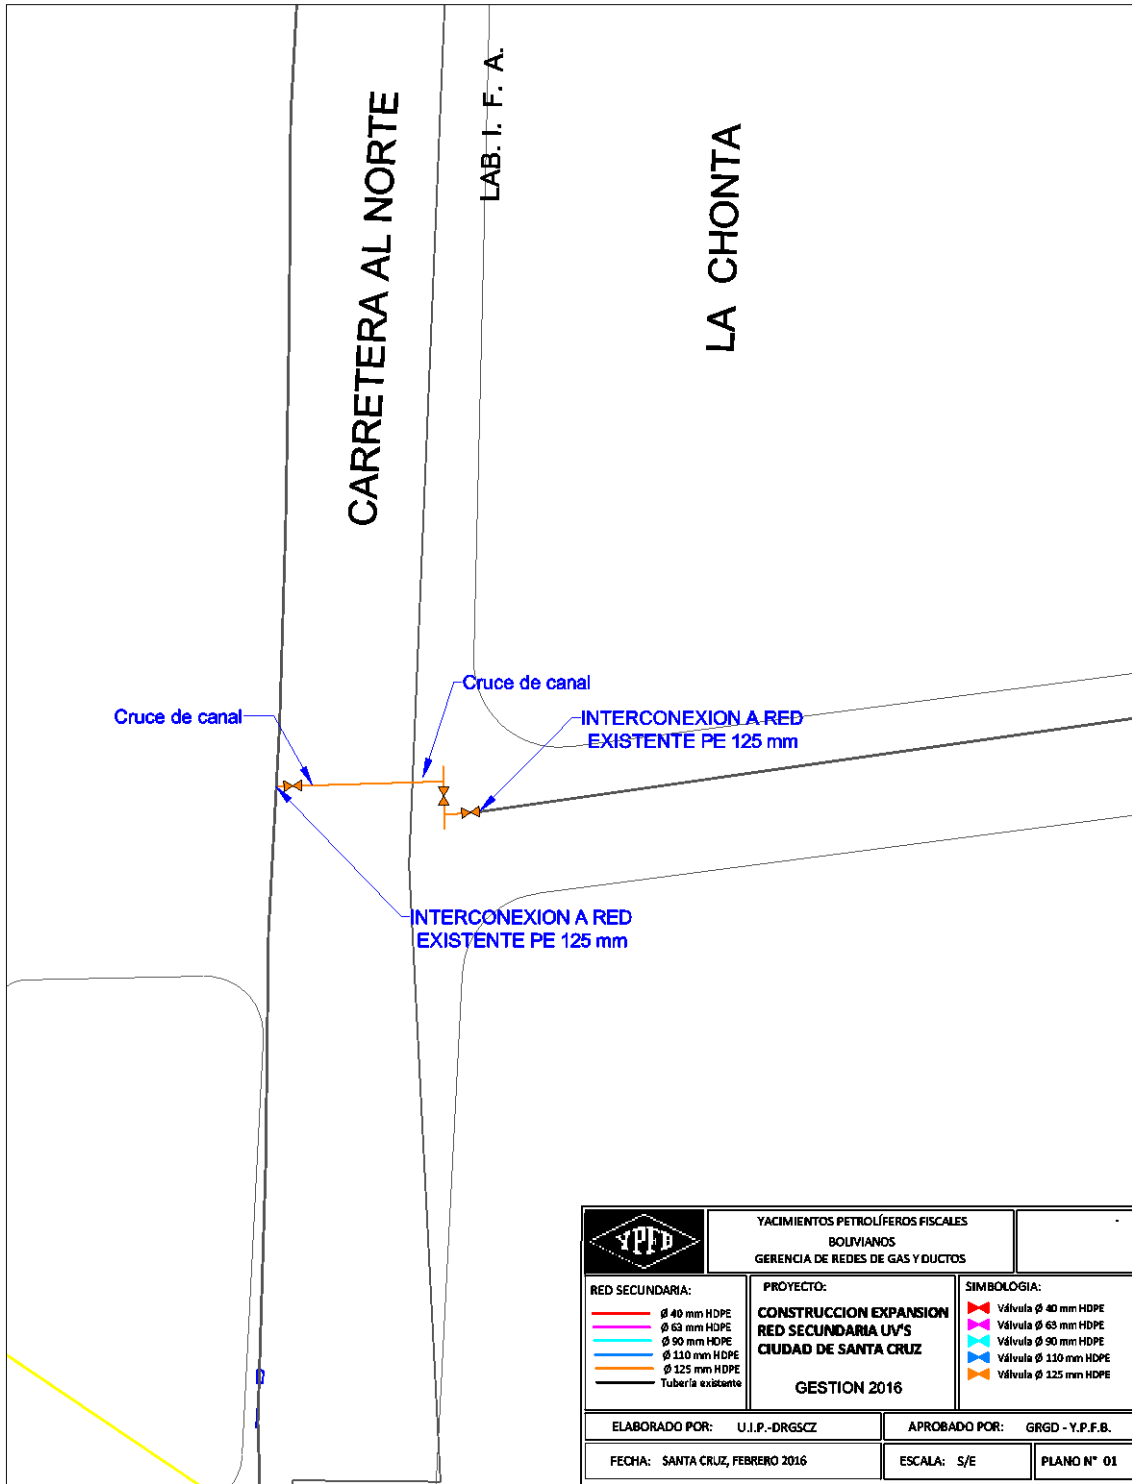 CARRETERA AL NORTE
LAB. I. F. A.
LA CHONTA
Cruce de canal
Cruce de canal
INTERCONEXION A RED
EXISTENTE PE 125 mm
INTERCONEXION A RED
EXISTENTE PE 125 mm
YPFB
YACIMIENTOS PETROLÍFEROS FISCALES
BOLIVIANOS
GERENCIA DE REDES DE GAS Y DUCTOS
RED SECUNDARIA:
Ø 40 mm HDPE
Ø 63 mm HDPE
Ø 90 mm HDPE
Ø 110 mm HDPE
Ø 125 mm HDPE
Tubería existente
PROYECTO:
CONSTRUCCION EXPANSION
RED SECUNDARIA UV'S
CIUDAD DE SANTA CRUZ
GESTION 2016
SIMBOLOGIA:
Válvula Ø 40 mm HDPE
Válvula Ø 63 mm HDPE
Válvula Ø 90 mm HDPE
Válvula Ø 110 mm HDPE
Válvula Ø 125 mm HDPE
ELABORADO POR: U.I.P.-DRGSCZ
APROBADO POR: GRGD - Y.P.F.B.
FECHA: SANTA CRUZ, FEBRERO 2016
ESCALA: S/E
PLANO N° 01